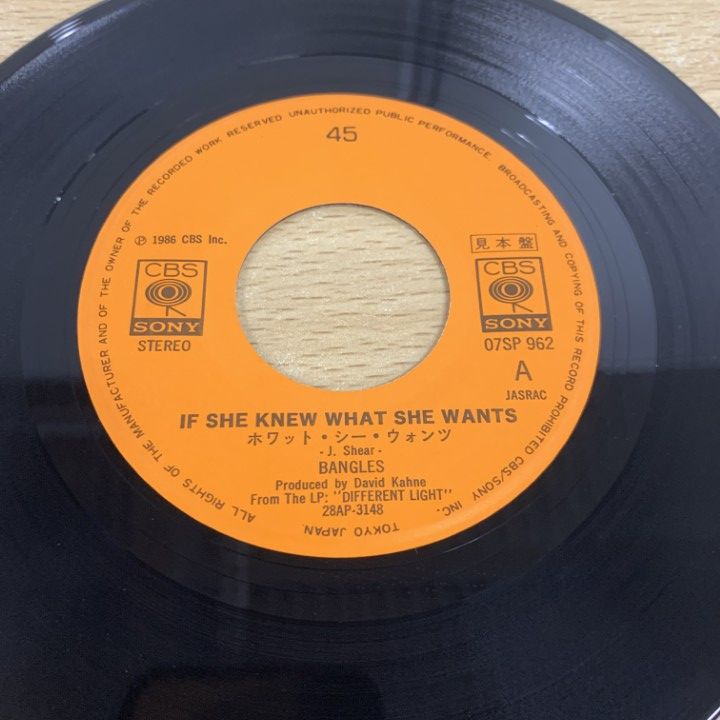 ALL RIGHTS OF THE MANUFACTURER AND OF THE OWNER OF THE RECORDED WORK RESERVED UNAUTHORIZED PUBLIC PERFORMANCE. BROADCASTING AND COPYING OF THIS RECORD PROHIBITED CBS/SONY INC. TOKYO JAPAN.
45
℗ 1986 CBS Inc.
見本盤
CBS
SONY
STEREO
CBS
SONY
07SP 962
A
JASRAC
IF SHE KNEW WHAT SHE WANTS
ホワット・シー・ウォンツ
- J. Shear -
BANGLES
Produced by David Kahne
From The LP: "DIFFERENT LIGHT"
28AP-3148